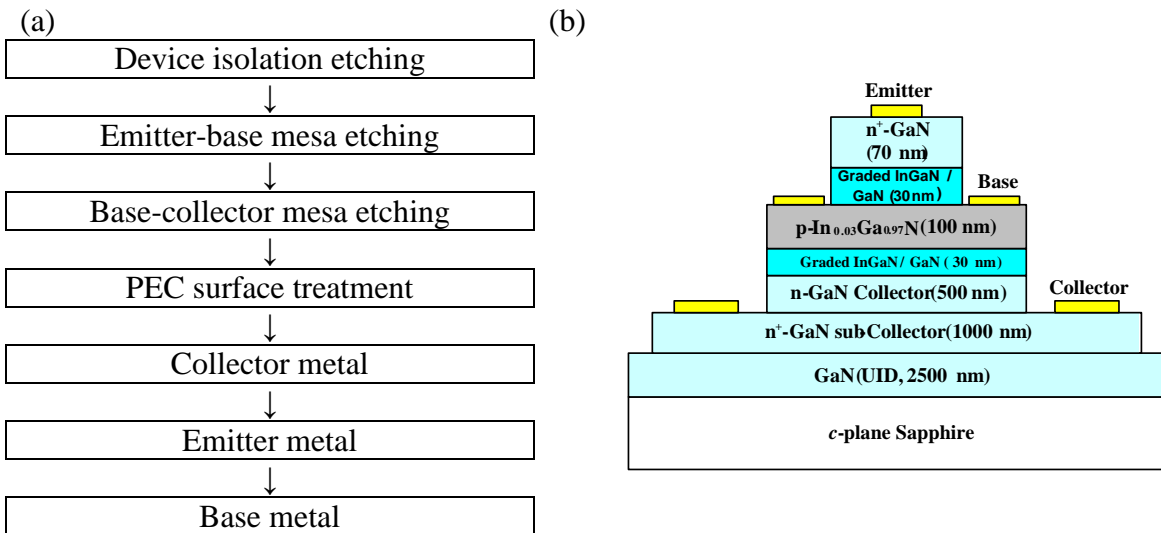 (a)
Device isolation etching
↓
Emitter-base mesa etching
↓
Base-collector mesa etching
↓
PEC surface treatment
↓
Collector metal
↓
Emitter metal
↓
Base metal
(b)
Emitter
n⁺-GaN
(70 nm)
Graded InGaN /
GaN (30nm)
Base
p-In₀.₀₃Ga₀.₉₇N(100 nm)
Graded InGaN/ GaN ( 30 nm)
n-GaN Collector(500 nm)
Collector
n⁺-GaN sub-Collector(1000 nm)
GaN(UID, 2500 nm)
c-plane Sapphire